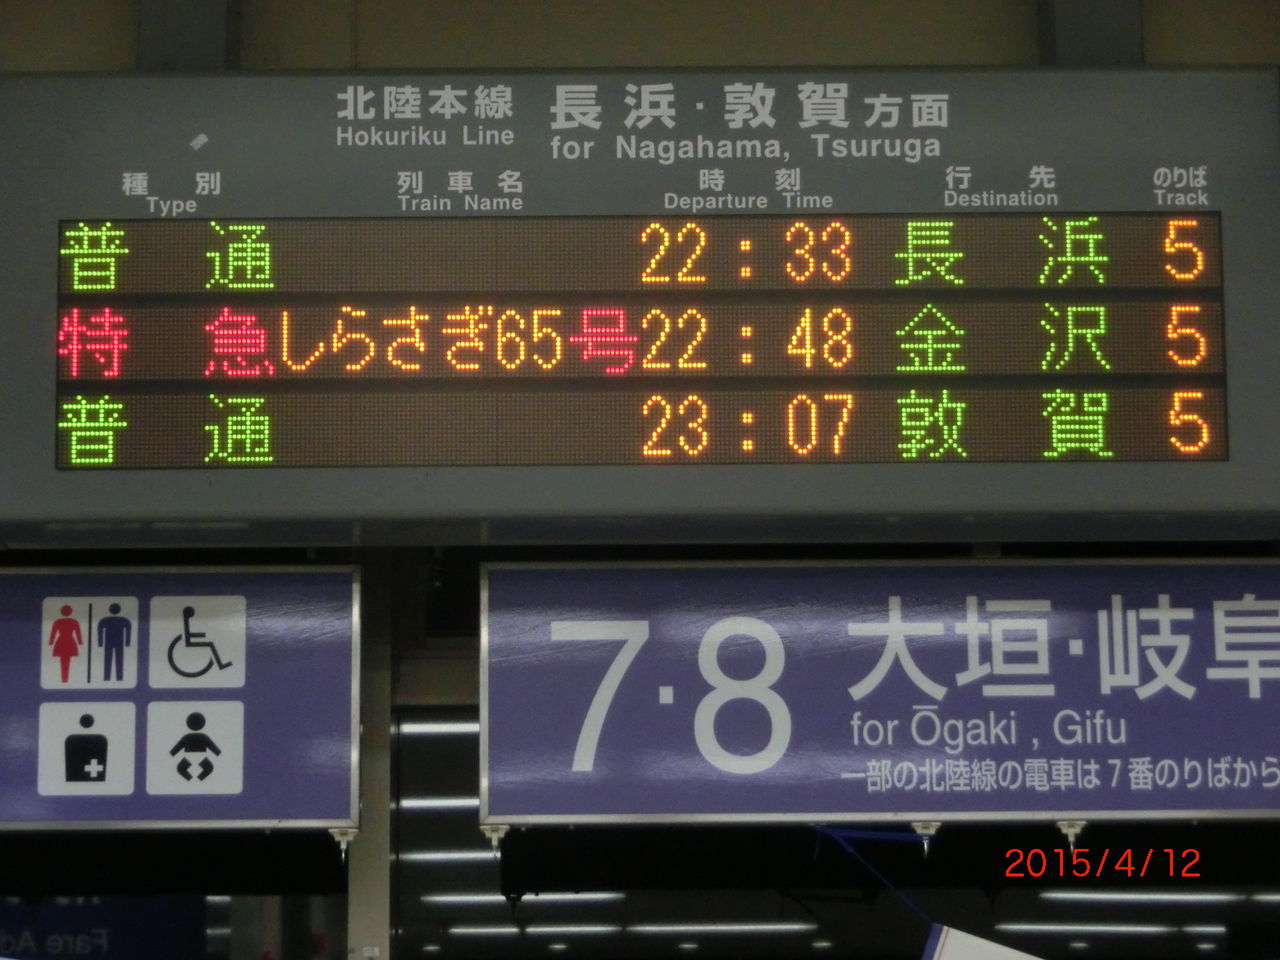 北陸本線 長浜・敦賀方面
Hokuriku Line for Nagahama, Tsuruga
種別 列車名 時刻 行先 のりば
Type Train Name Departure Time Destination Track
普通 22:33 長浜 5
特急 しらさぎ65号 22:48 金沢 5
普通 23:07 敦賀 5
7・8 大垣・岐阜
for Ōgaki , Gifu
一部の北陸線の電車は7番のりばから
2015/4/12
Fare Ad